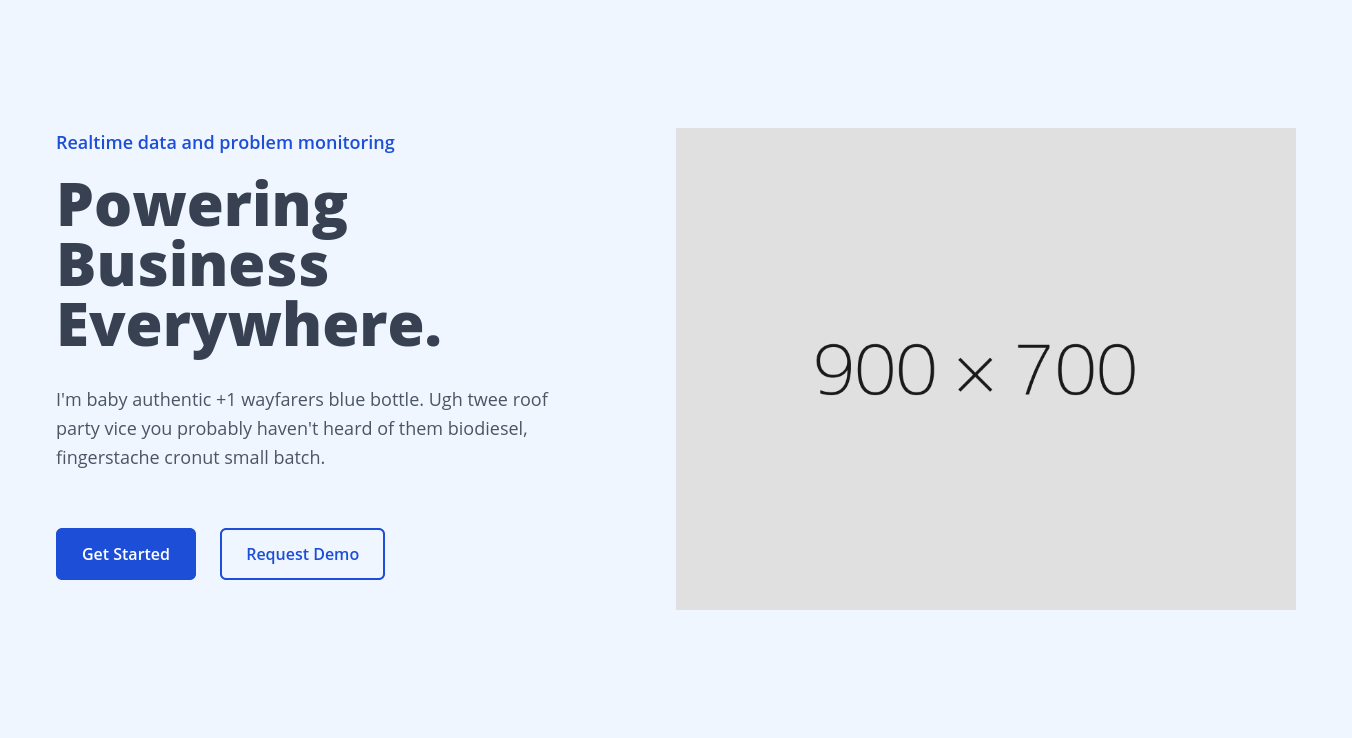 Realtime data and problem monitoring
Powering
Business
Everywhere.
I'm baby authentic +1 wayfarers blue bottle. Ugh twee roof
party vice you probably haven't heard of them biodiesel,
fingerstache cronut small batch.
Get Started
Request Demo
900 × 700